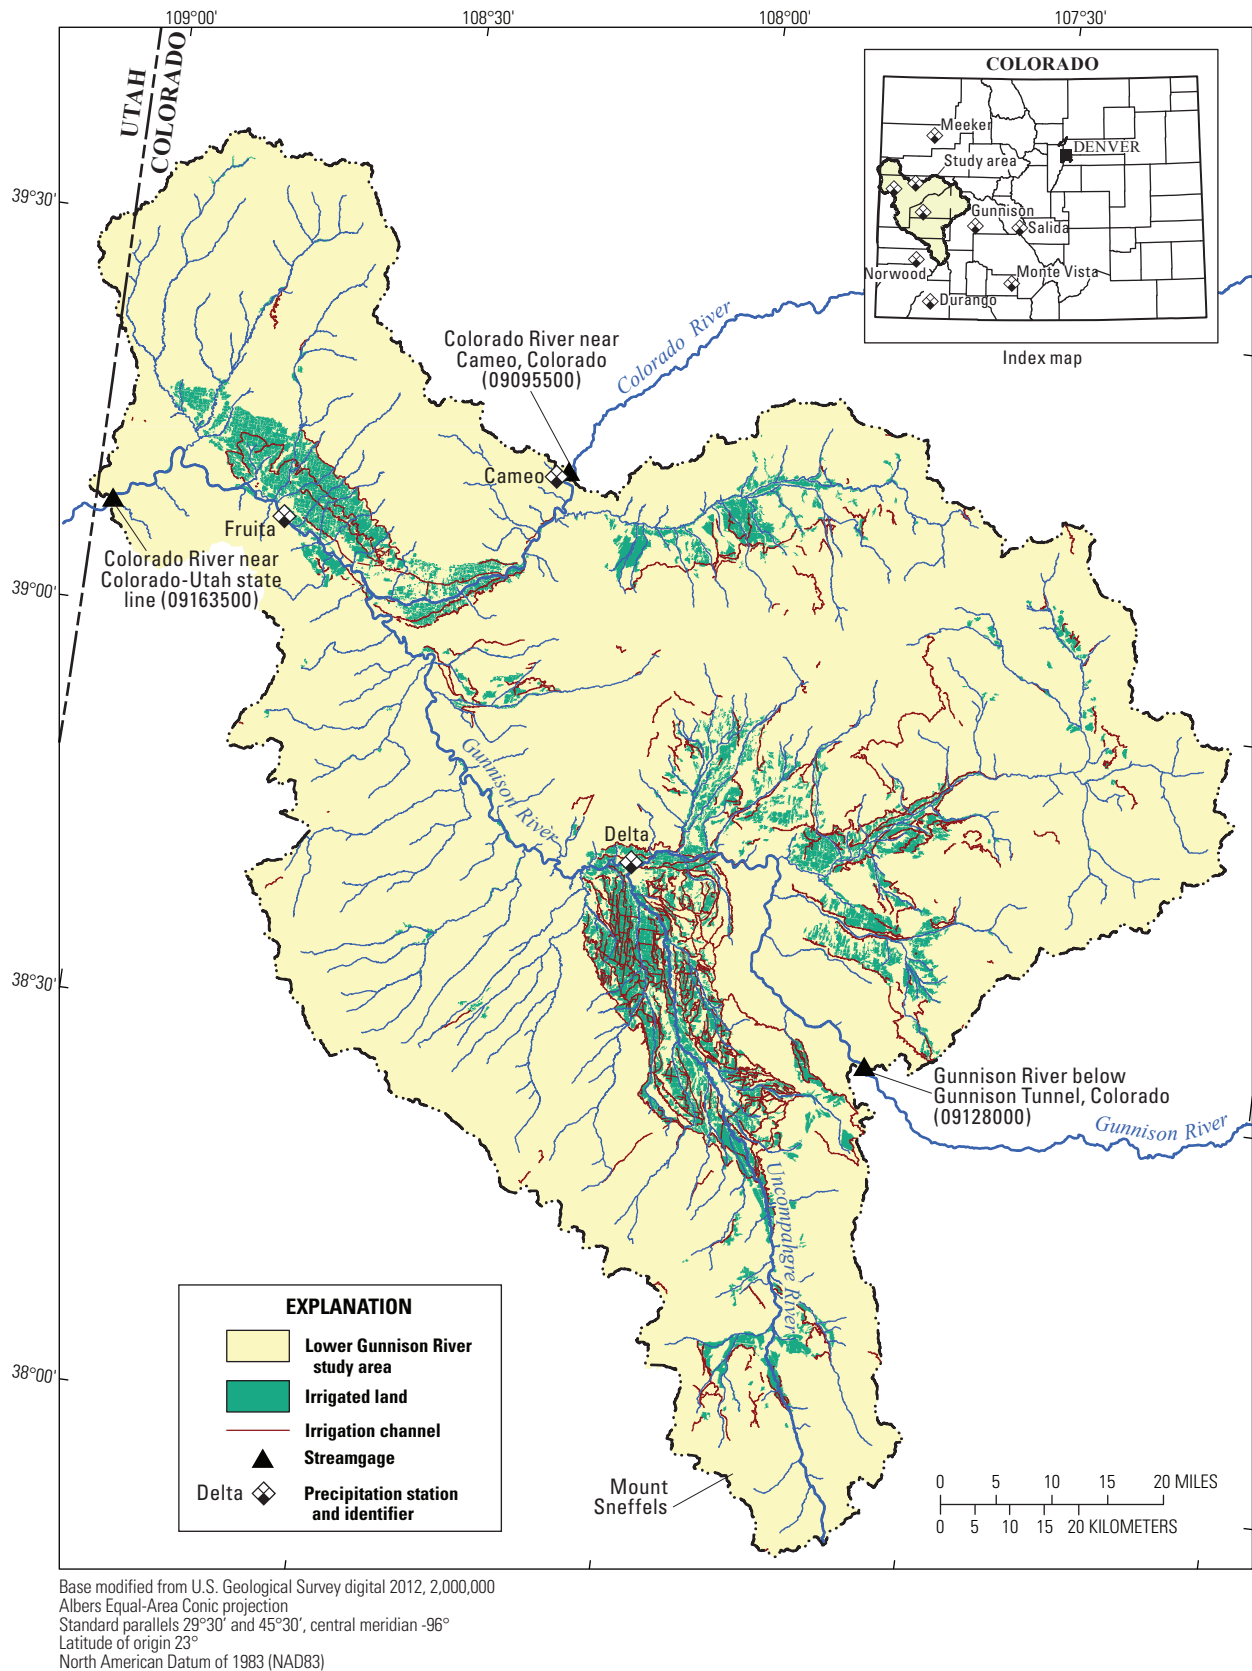 109°00'
108°30'
108°00'
107°30'
UTAH
COLORADO
39°30'
39°00'
38°30'
38°00'
COLORADO
Meeker
DENVER
Study area
Gunnison
Salida
Norwood
Monte Vista
Durango
Index map
Colorado River
Colorado River near
Cameo, Colorado
(09095500)
Cameo
Fruita
Colorado River near
Colorado-Utah state
line (09163500)
Gunnison River
Delta
Gunnison River below
Gunnison Tunnel, Colorado
(09128000)
Gunnison River
Uncompahgre River
Mount
Sneffels
EXPLANATION
Lower Gunnison River
study area
Irrigated land
Irrigation channel
Streamgage
Delta
Precipitation station
and identifier
0 5 10 15 20 MILES
0 5 10 15 20 KILOMETERS
Base modified from U.S. Geological Survey digital 2012, 2,000,000
Albers Equal-Area Conic projection
Standard parallels 29°30' and 45°30', central meridian -96°
Latitude of origin 23°
North American Datum of 1983 (NAD83)